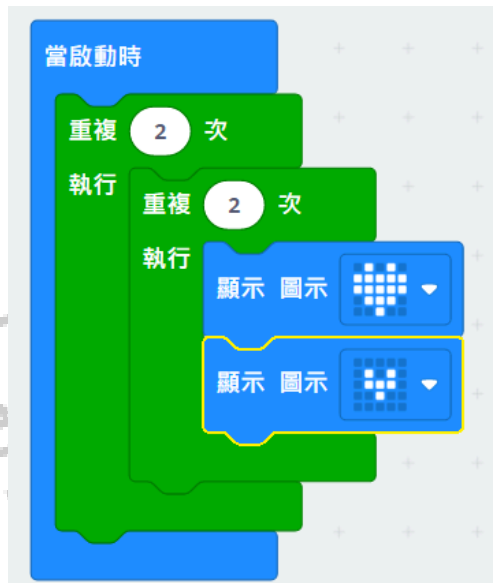 當啟動時
重複 2 次
執行
重複 2 次
執行
顯示 圖示
顯示 圖示